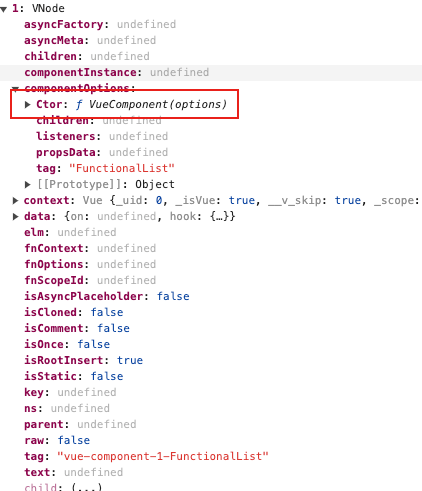 ▼ 1: VNode
asyncFactory: undefined
asyncMeta: undefined
children: undefined
componentInstance: undefined
▼ componentOptions:
▶ Ctor: ƒ VueComponent(options)
children: undefined
listeners: undefined
propsData: undefined
tag: "FunctionalList"
▶ [[Prototype]]: Object
▶ context: Vue {_uid: 0, _isVue: true, __v_skip: true, _scope:
▶ data: {on: undefined, hook: {…}}
elm: undefined
fnContext: undefined
fnOptions: undefined
fnScopeId: undefined
isAsyncPlaceholder: false
isCloned: false
isComment: false
isOnce: false
isRootInsert: true
isStatic: false
key: undefined
ns: undefined
parent: undefined
raw: false
tag: "vue-component-1-FunctionalList"
text: undefined
child: (...)